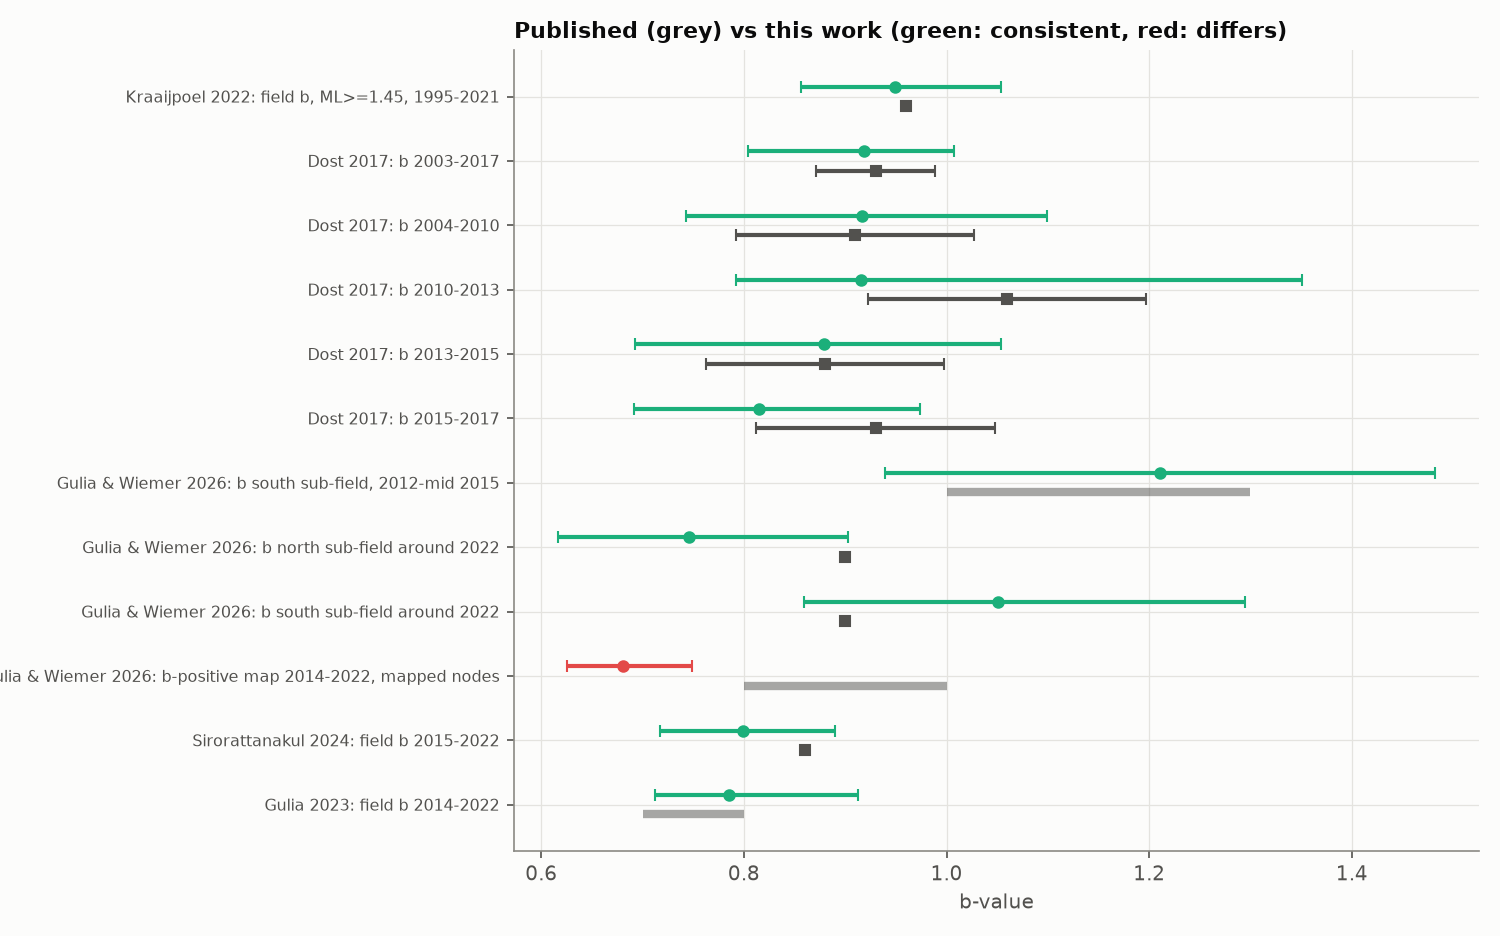 Published (grey) vs this work (green: consistent, red: differs)
Kraaijpoel 2022: field b, ML>=1.45, 1995-2021
Dost 2017: b 2003-2017
Dost 2017: b 2004-2010
Dost 2017: b 2010-2013
Dost 2017: b 2013-2015
Dost 2017: b 2015-2017
Gulia & Wiemer 2026: b south sub-field, 2012-mid 2015
Gulia & Wiemer 2026: b north sub-field around 2022
Gulia & Wiemer 2026: b south sub-field around 2022
ulia & Wiemer 2026: b-positive map 2014-2022, mapped nodes
Sirorattanakul 2024: field b 2015-2022
Gulia 2023: field b 2014-2022
0.6 0.8 1.0 1.2 1.4
b-value